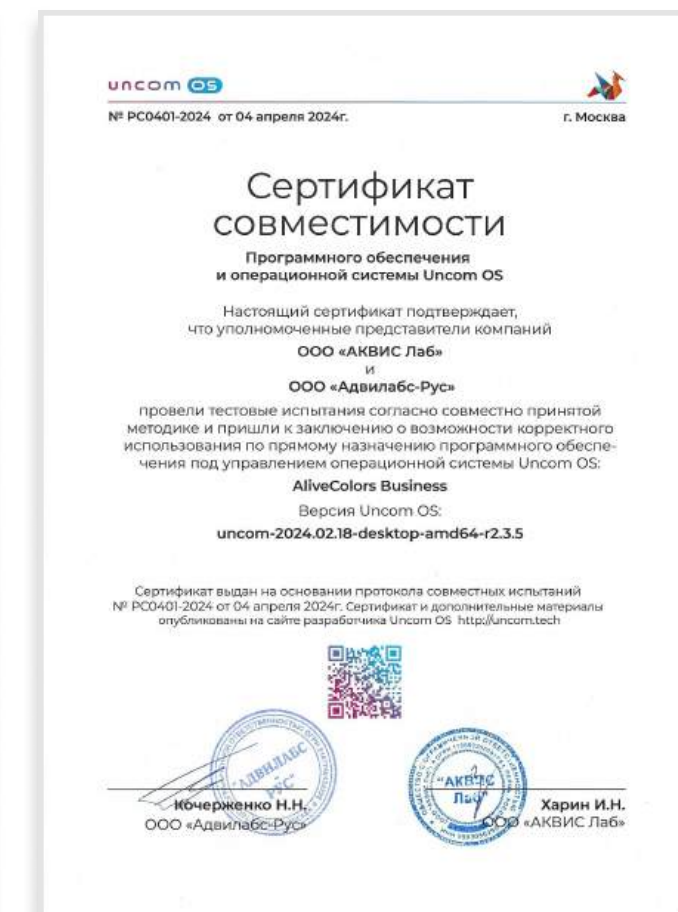 uncom OS
№ PC0401-2024 от 04 апреля 2024г.
г. Москва
Сертификат
совместимости
Программного обеспечения
и операционной системы Uncom OS
Настоящий сертификат подтверждает,
что уполномоченные представители компаний
ООО «АКВИС Лаб»
и
ООО «Адвилабс-Рус»
провели тестовые испытания согласно совместно принятой
методике и пришли к заключению о возможности корректного
использования по прямому назначению программного обеспе-
чения под управлением операционной системы Uncom OS:
AliveColors Business
Версия Uncom OS:
uncom-2024.02.18-desktop-amd64-r2.3.5
Сертификат выдан на основании протокола совместных испытаний
№ PC0401-2024 от 04 апреля 2024г. Сертификат и дополнительные материалы
опубликованы на сайте разработчика Uncom OS http://uncom.tech
"АДВИЛАБС
РУС"
"АКВИС
Лаб"
Кочерженко Н.Н.
ООО «Адвилабс-Рус»
Харин И.Н.
ООО «АКВИС Лаб»